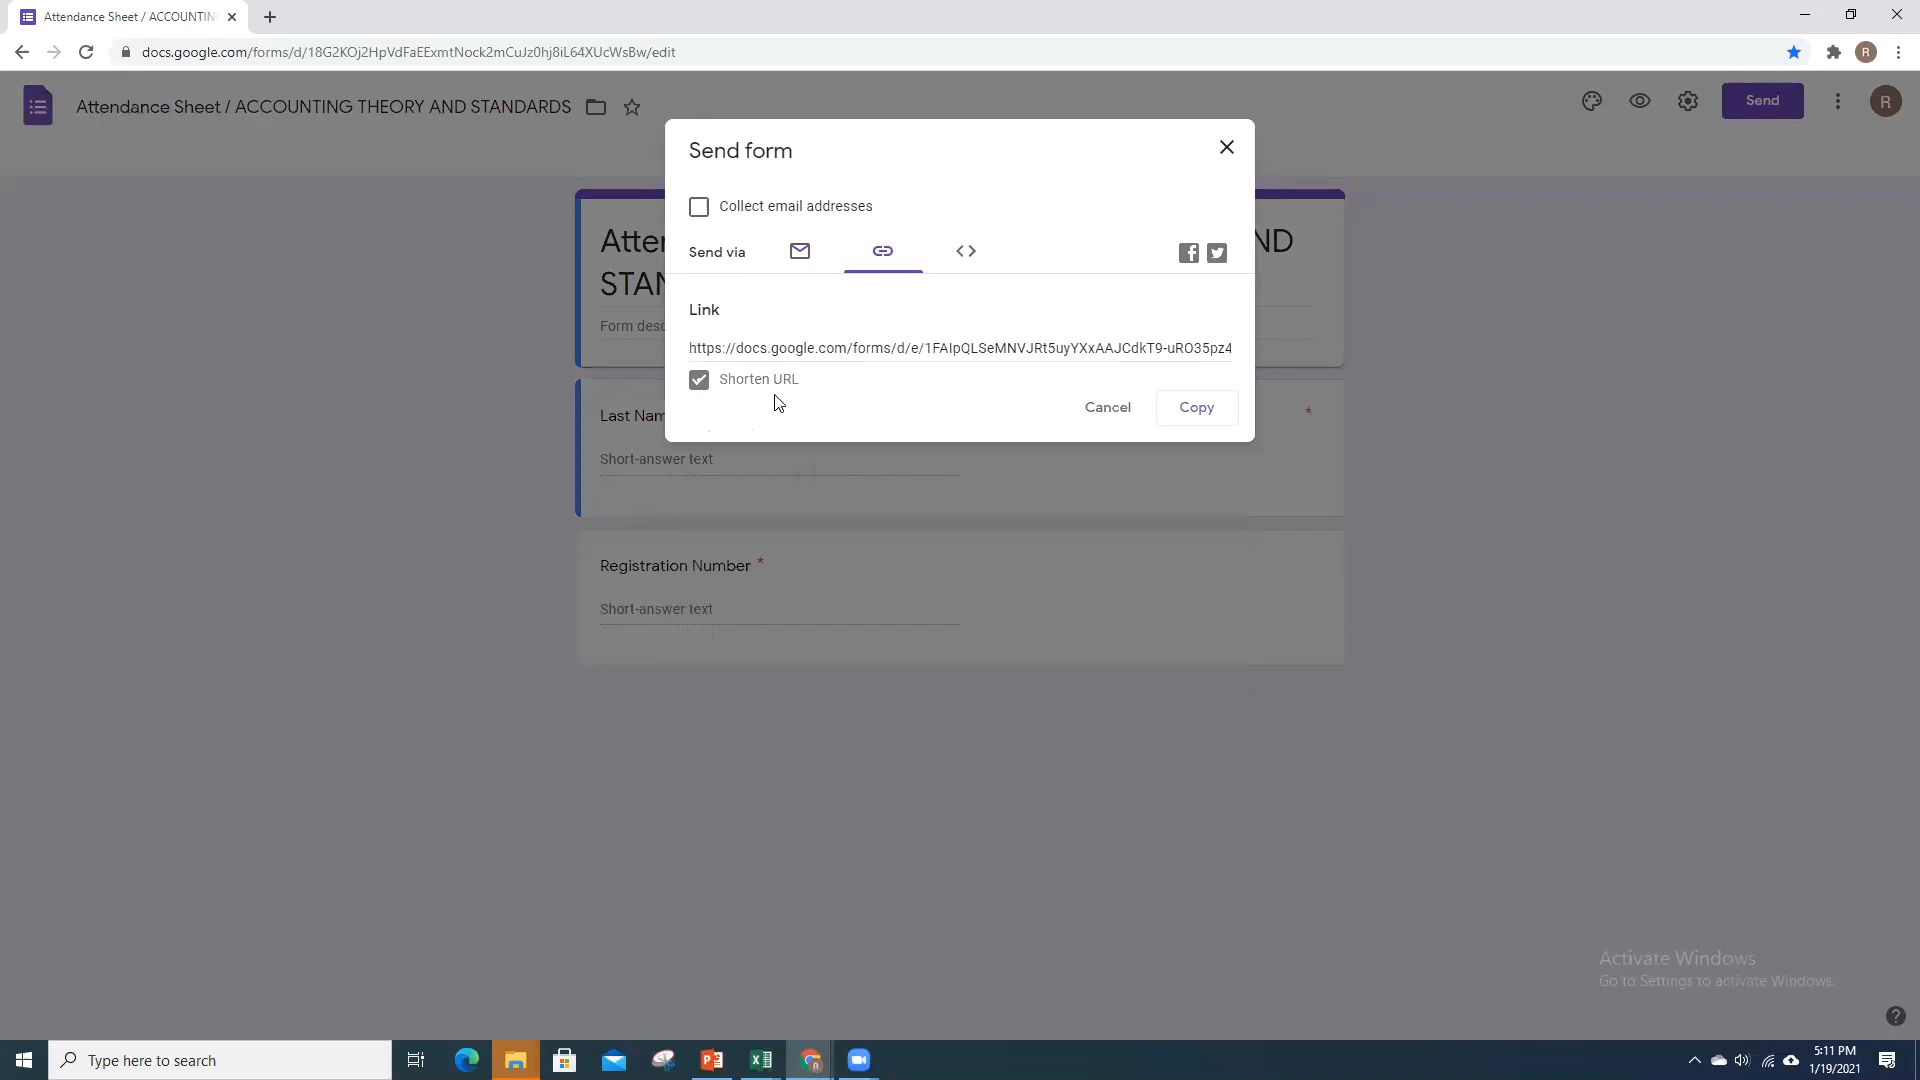 Attendance Sheet / ACCOUNTIN
docs.google.com/forms/d/18G2KOj2HpVdFaEExmtNock2mCuJz0hj8iL64XUcWsBw/edit
R
Attendance Sheet / ACCOUNTING THEORY AND STANDARDS
Send
R
Send form
Collect email addresses
Send via
Atte
ND
STAN
Form desc
Link
https://docs.google.com/forms/d/e/1FAIpQLSeMNVJRt5uyYXxAAJCdkT9-uRO35pz4
Shorten URL
Cancel
Copy
Last Nam
*
Short-answer text
Registration Number *
Short-answer text
Activate Windows
Go to Settings to activate Windows.
Type here to search
5:11 PM
1/19/2021